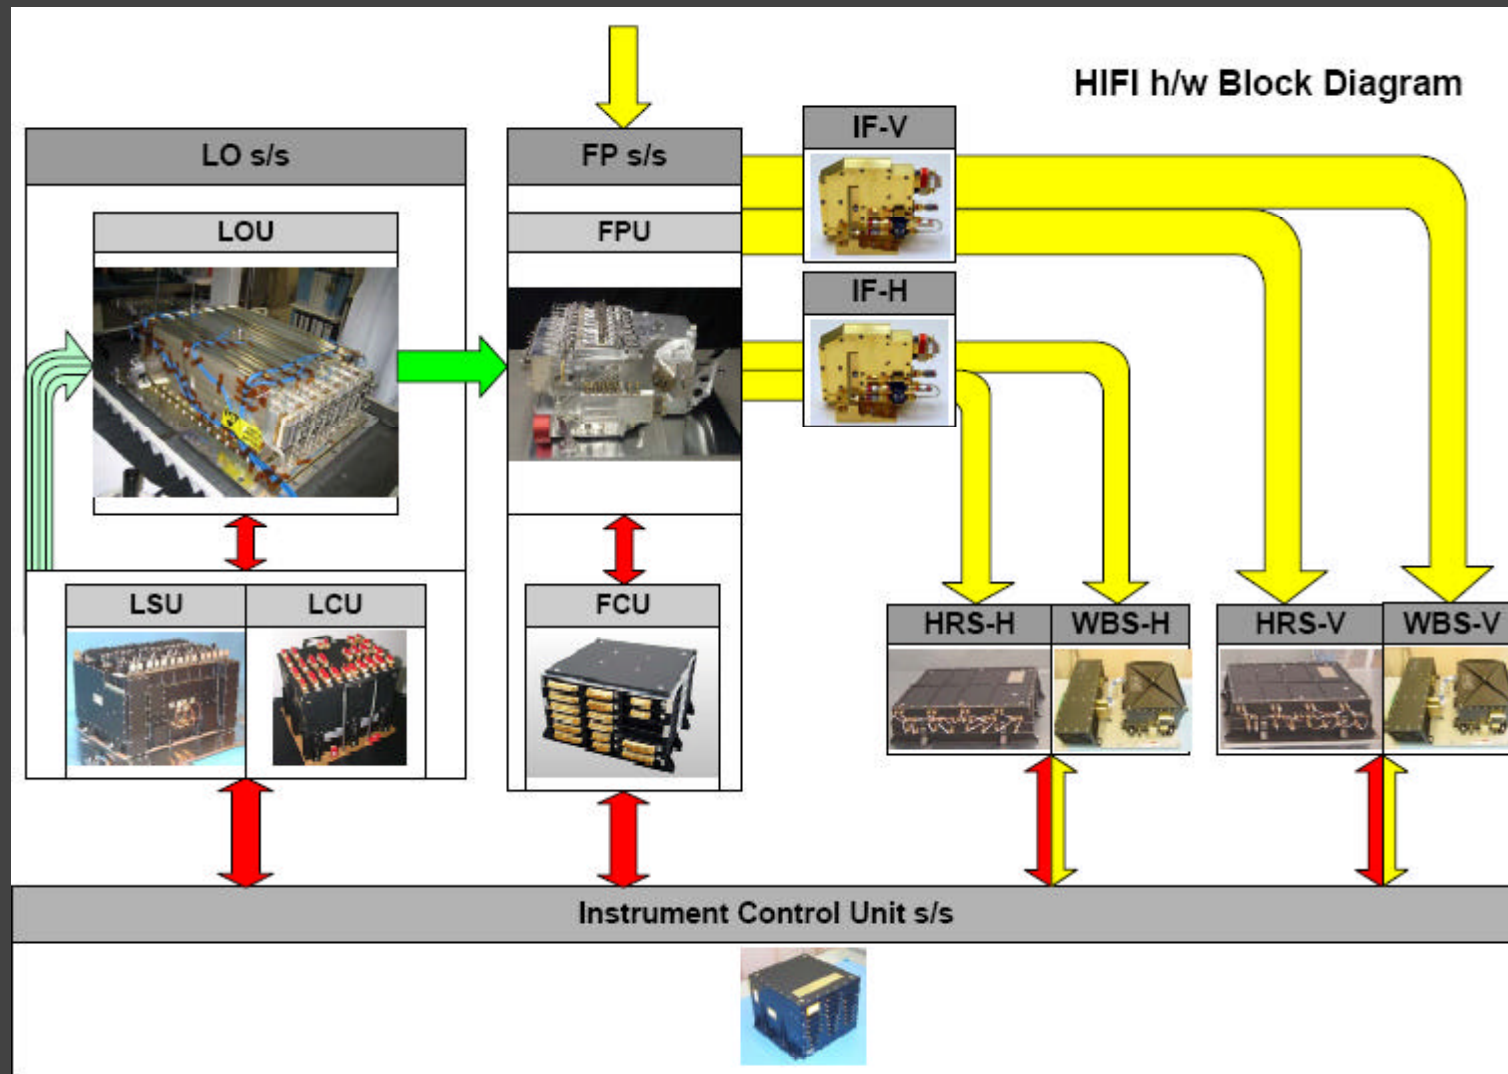 HIFI h/w Block Diagram
LO s/s
FP s/s
IF-V
LOU
FPU
IF-H
LSU
LCU
FCU
HRS-H
WBS-H
HRS-V
WBS-V
Instrument Control Unit s/s